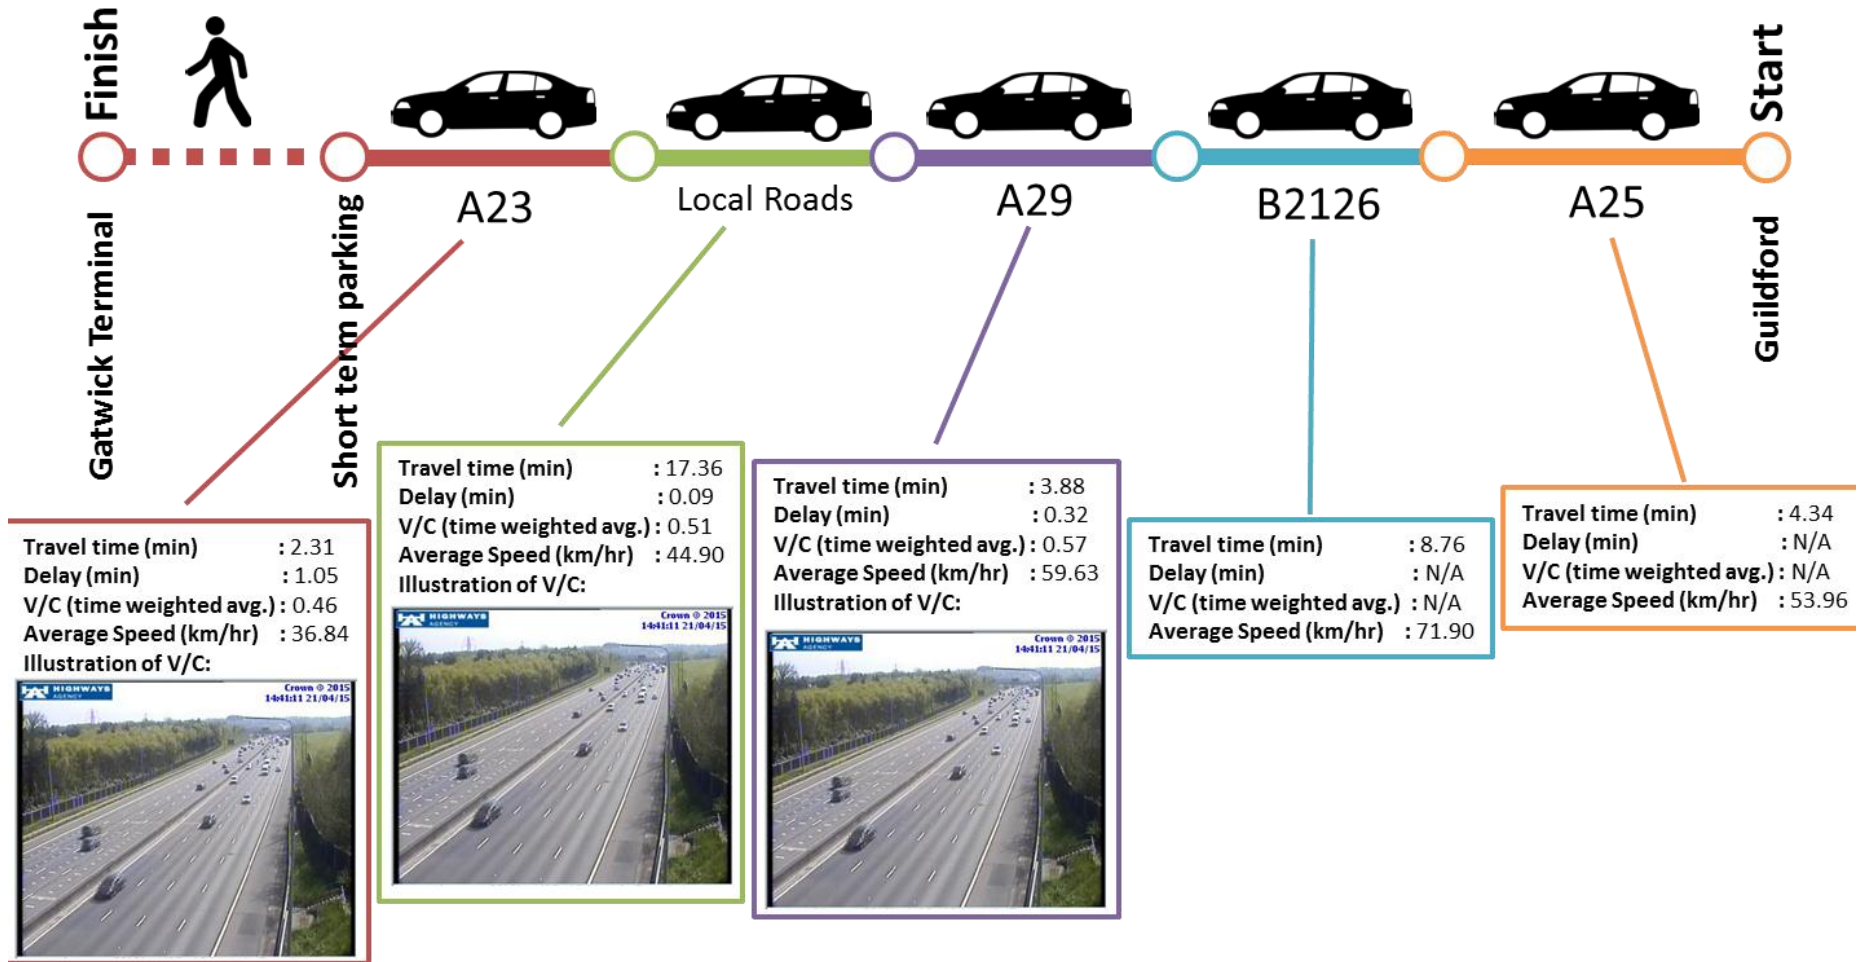 Finish
Start
A23
Local Roads
A29
B2126
A25
Gatwick Terminal
Short term parking
Guildford
Travel time (min) : 2.31
Delay (min) : 1.05
V/C (time weighted avg.) : 0.46
Average Speed (km/hr) : 36.84
Illustration of V/C:
HIGHWAYS
AGENCY
Crown © 2015
14:41:11 21/04/15
Travel time (min) : 17.36
Delay (min) : 0.09
V/C (time weighted avg.) : 0.51
Average Speed (km/hr) : 44.90
Illustration of V/C:
HIGHWAYS
AGENCY
Crown © 2015
14:41:11 21/04/15
Travel time (min) : 3.88
Delay (min) : 0.32
V/C (time weighted avg.) : 0.57
Average Speed (km/hr) : 59.63
Illustration of V/C:
HIGHWAYS
AGENCY
Crown © 2015
14:41:11 21/04/15
Travel time (min) : 8.76
Delay (min) : N/A
V/C (time weighted avg.) : N/A
Average Speed (km/hr) : 71.90
Travel time (min) : 4.34
Delay (min) : N/A
V/C (time weighted avg.) : N/A
Average Speed (km/hr) : 53.96